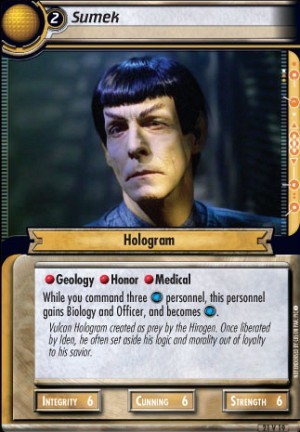 2 Sumek
Hologram
Geology Honor Medical
While you command three personnel, this personnel
gains Biology and Officer, and becomes .
Vulcan Hologram created as prey by the Hirogen. Once liberated
by Iden, he often set aside his logic and morality out of loyalty
to his savior.
INTEGRITY 6 CUNNING 6 STRENGTH 6